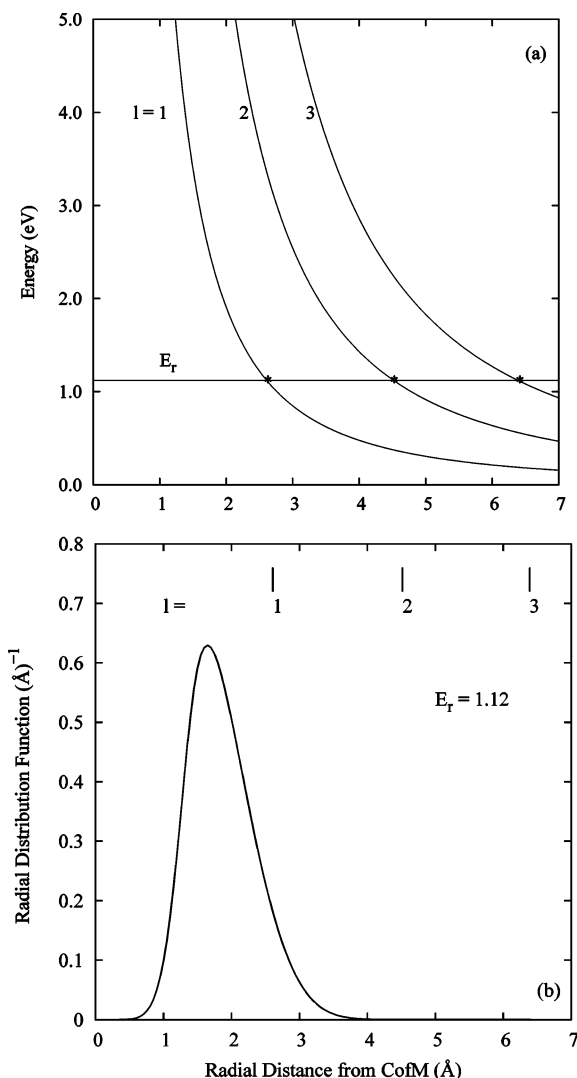 5.0
(a)
4.0
l = 1
2
3
3.0
Energy (eV)
2.0
E_r
1.0
0.0
0 1 2 3 4 5 6 7
0.8
0.7
l = 1 2 3
0.6
E_r = 1.12
0.5
Radial Distribution Function (Å)⁻¹
0.4
0.3
0.2
0.1
(b)
0
0 1 2 3 4 5 6 7
Radial Distance from CofM (Å)